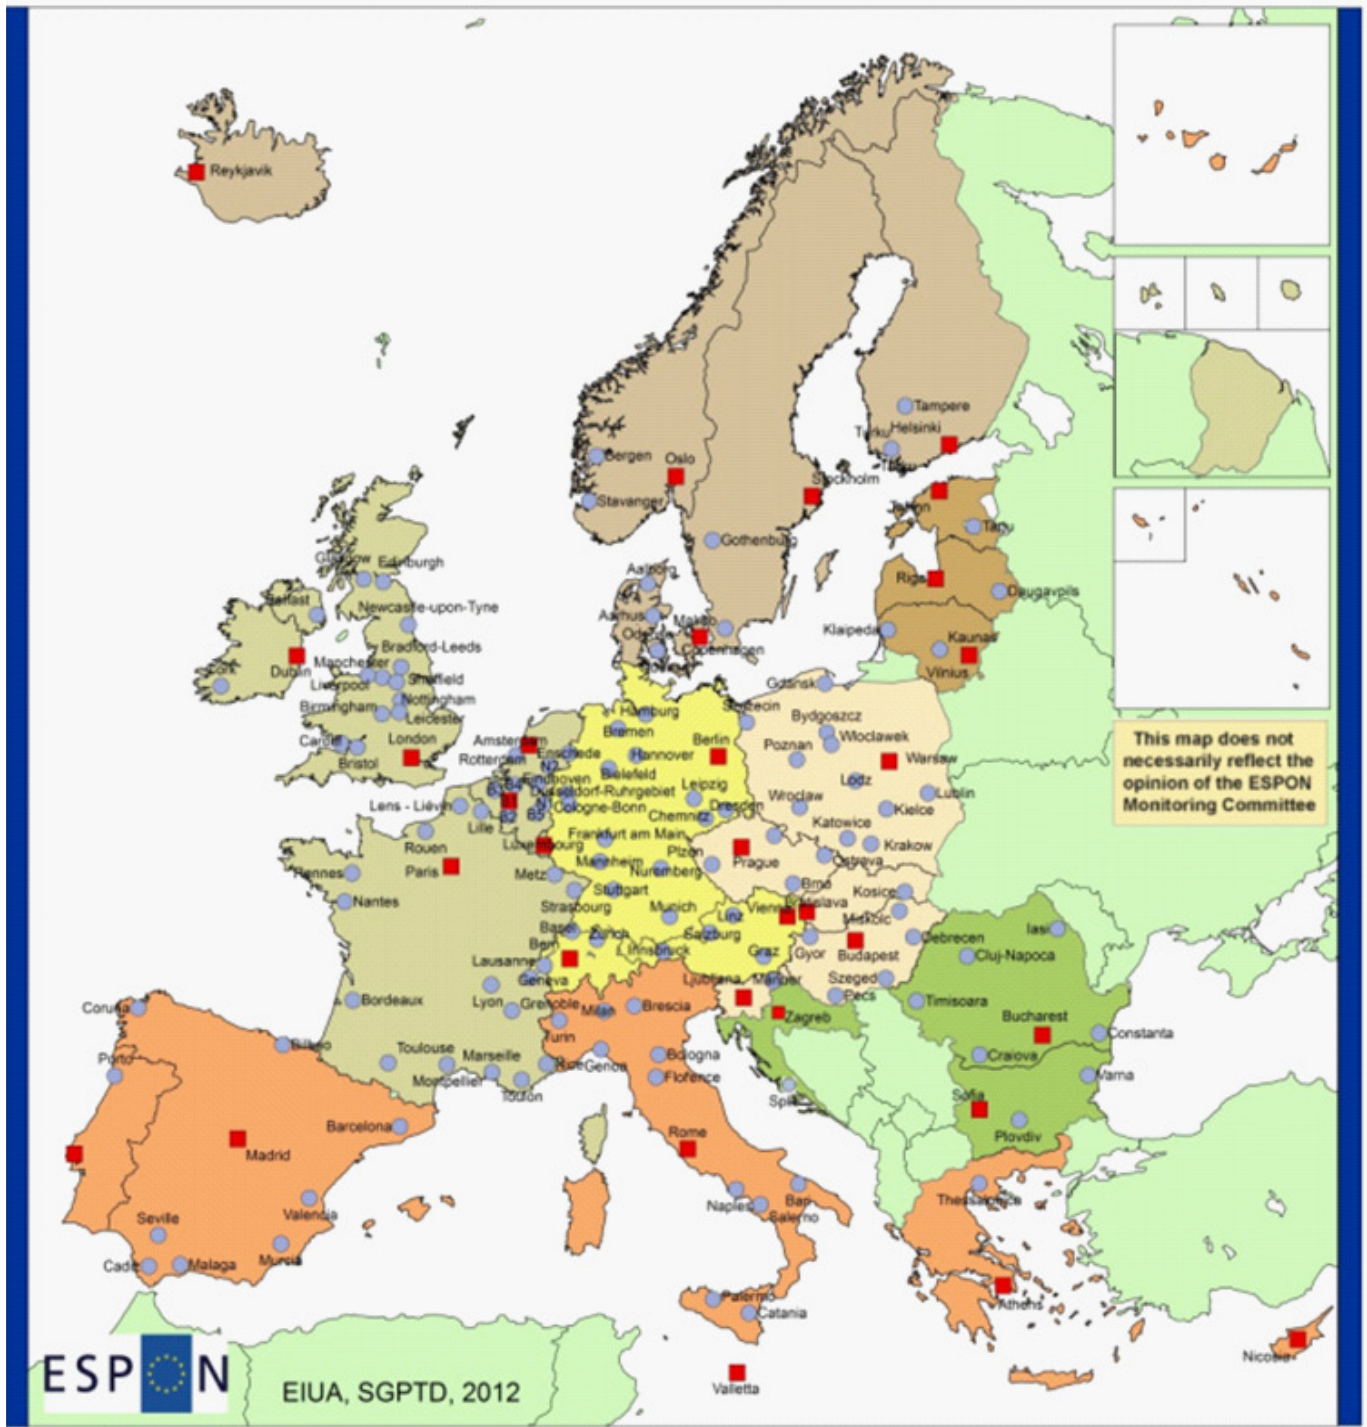 Reykjavik
Tampere
Turku
Helsinki
Bergen
Oslo
Stavanger
Stockholm
Gothenburg
Riga
Daugavpils
Klaipeda
Kaunas
Vilnius
Aalborg
Aarhus
Copenhagen
Edinburgh
Belfast
Newcastle-upon-Tyne
Bradford-Leeds
Manchester
Dublin
Liverpool
Sheffield
Cork
Nottingham
Birmingham
Leicester
Cardiff
London
Bristol
Gdansk
Szczecin
Hamburg
Bremen
Bydgoszcz
Wloclawek
Amsterdam
Berlin
Rotterdam
Enschede
Hannover
Poznan
Warsaw
Bielefeld
Eindhoven
Leipzig
Lodz
Dusseldorf-Ruhrgebiet
Lublin
Wroclaw
Cologne-Bonn
Dresden
Kielce
Lens - Liévin
Chemnitz
B2
B5
Lille
Katowice
Frankfurt am Main
Krakow
Luxembourg
Rouen
Plzen
Prague
Ostrava
Mannheim
Paris
Nuremberg
Rennes
Metz
Brno
Kosice
Stuttgart
Nantes
Strasbourg
Munich
Linz
Vienna
Bratislava
Miskolc
Basel
Zurich
Salzburg
Debrecen
Iasi
Bern
Innsbruck
Graz
Gyor
Budapest
Cluj-Napoca
Lausanne
Geneva
Ljubljana
Maribor
Szeged
Pecs
Timisoara
Bordeaux
Lyon
Grenoble
Milan
Brescia
Zagreb
Bucharest
Constanta
Coruna
Turin
Bilbao
Porto
Toulouse
Marseille
Nice
Genoa
Bologna
Craiova
Montpellier
Florence
Varna
Toulon
Split
Sofia
Plovdiv
Barcelona
Madrid
Rome
Thessalonica
Valencia
Naples
Bari
Salerno
Seville
Murcia
Cadiz
Malaga
Palermo
Catania
Athens
Nicosia
Valletta
This map does not
necessarily reflect the
opinion of the ESPON
Monitoring Committee
ESPON
EIUA, SGPTD, 2012